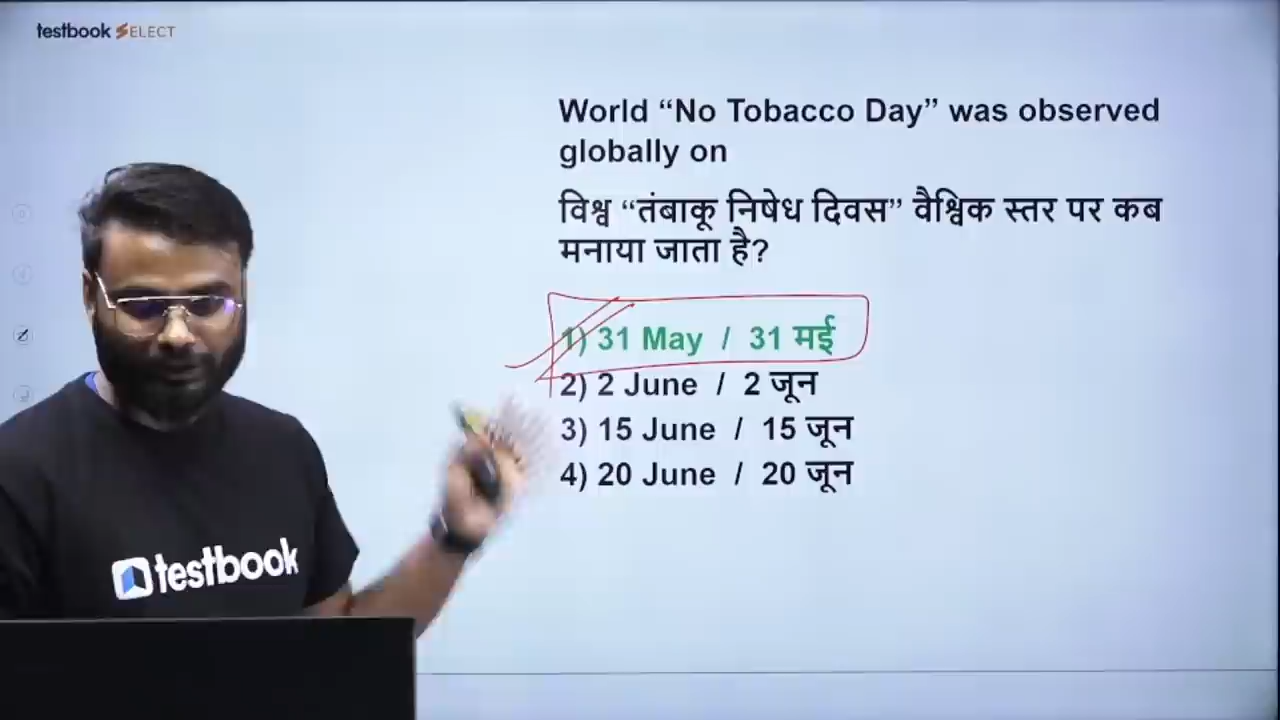 testbook SELECT
World “No Tobacco Day” was observed
globally on
विश्व “तंबाकू निषेध दिवस” वैश्विक स्तर पर कब
मनाया जाता है?
1) 31 May / 31 मई
2) 2 June / 2 जून
3) 15 June / 15 जून
4) 20 June / 20 जून
testbook